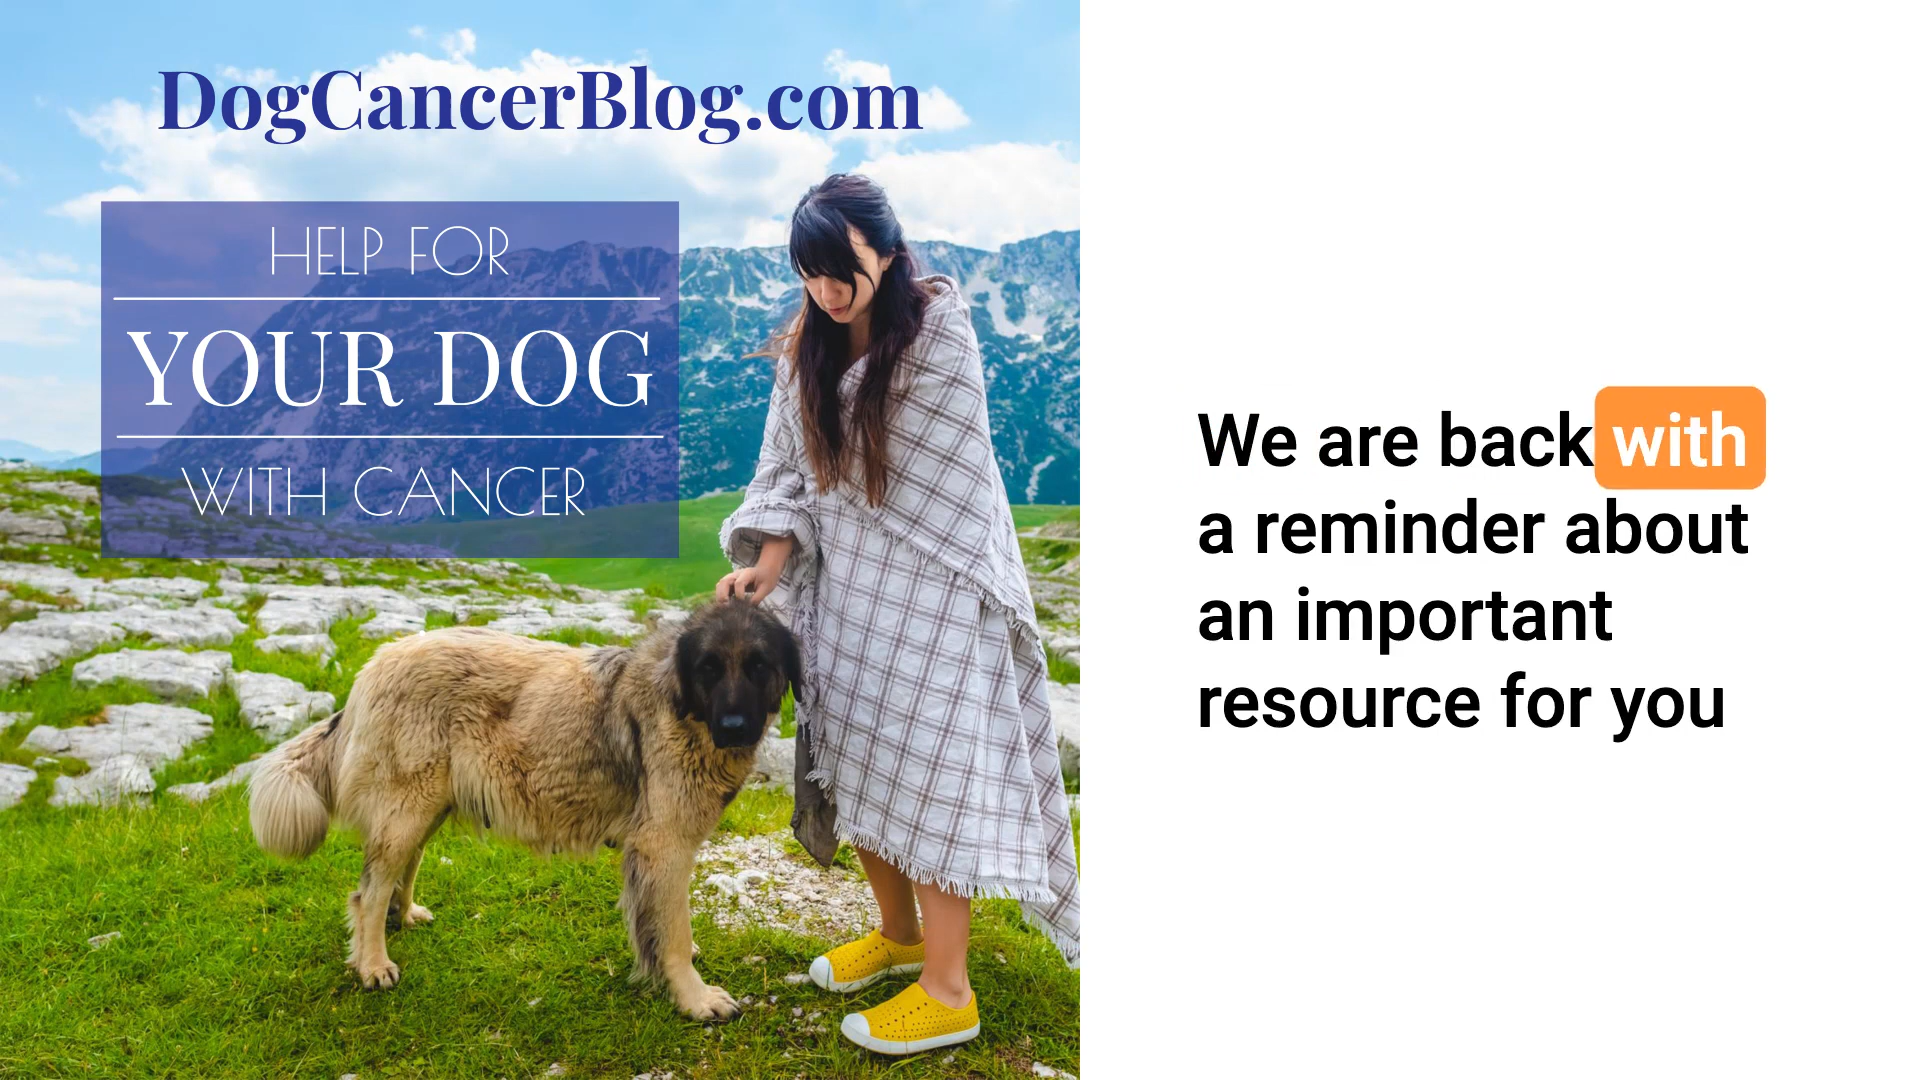 DogCancerBlog.com
HELP FOR
YOUR DOG
WITH CANCER
We are back with
a reminder about
an important
resource for you